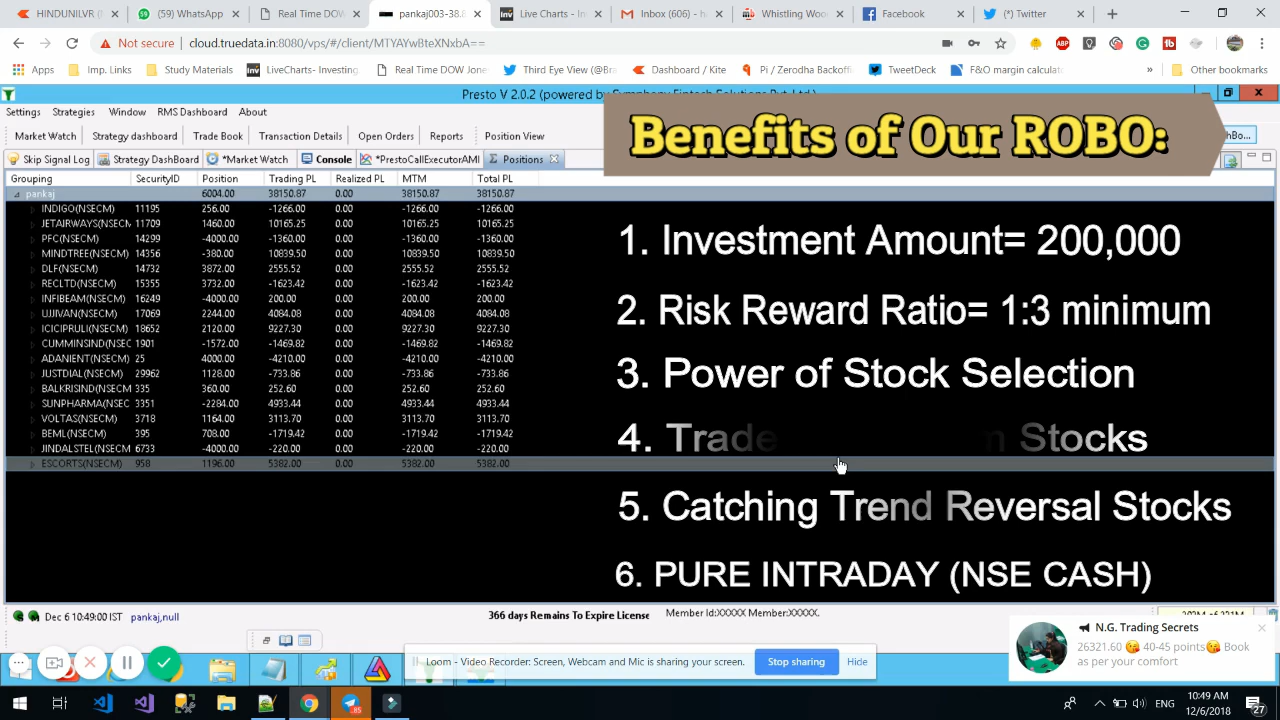 HINDUNILVR (
(59) WhatsApp
Real Time DOW
pankaj003-38.8
Live Charts - In
Inbox (606) - h
Whistling Woo
Facebook
(*) Twitter
Not secure
cloud.truedata.in:8080/vps/#/client/MTYAYwBteXNxbA==
Apps
Imp. Links
Study Materials
LiveCharts- Investing
Real Time DOW Jone
Third Eye View (@Br
Dashboard / Kite
Pi / Zerodha Backoffi
TweetDeck
F&O margin calculat
»
Other bookmarks
Presto V 2.0.2 (powered by Symphony Fintech Solutions Pvt. Ltd.)
Settings Strategies Window RMS Dashboard About
Market Watch Strategy dashboard Trade Book Transaction Details Open Orders Reports Position View
Benefits of Our ROBO:
Skip Signal Log Strategy DashBoard *Market Watch Console *PrestoCallExecutorAMI Positions
Grouping SecurityID Position Trading PL Realized PL MTM Total PL
pankaj 6004.00 38150.87 0.00 38150.87 38150.87
INDIGO(NSECM) 11195 256.00 -1266.00 0.00 -1266.00 -1266.00
JETAIRWAYS(NSECM 11709 1460.00 10165.25 0.00 10165.25 10165.25
PFC(NSECM) 14299 -4000.00 -1360.00 0.00 -1360.00 -1360.00
MINDTREE(NSECM) 14356 -380.00 10839.50 0.00 10839.50 10839.50
DLF(NSECM) 14732 3872.00 2555.52 0.00 2555.52 2555.52
RECLTD(NSECM) 15355 3732.00 -1623.42 0.00 -1623.42 -1623.42
INFIBEAM(NSECM) 16249 -4000.00 200.00 0.00 200.00 200.00
UJJIVAN(NSECM) 17069 2244.00 4084.08 0.00 4084.08 4084.08
ICICIPRULI(NSECM) 18652 2120.00 9227.30 0.00 9227.30 9227.30
CUMMINSIND(NSECM 1901 -1572.00 -1469.82 0.00 -1469.82 -1469.82
ADANIENT(NSECM) 25 4000.00 -4210.00 0.00 -4210.00 -4210.00
JUSTDIAL(NSECM) 29962 1128.00 -733.86 0.00 -733.86 -733.86
BALKRISIND(NSECM 335 360.00 252.60 0.00 252.60 252.60
SUNPHARMA(NSEC 3351 -2284.00 4933.44 0.00 4933.44 4933.44
VOLTAS(NSECM) 3718 1164.00 3113.70 0.00 3113.70 3113.70
BEML(NSECM) 395 708.00 -1719.42 0.00 -1719.42 -1719.42
JINDALSTEL(NSECM 6733 -4000.00 -220.00 0.00 -220.00 -220.00
ESCORTS(NSECM) 958 1196.00 5382.00 0.00 5382.00 5382.00
1. Investment Amount= 200,000
2. Risk Reward Ratio= 1:3 minimum
3. Power of Stock Selection
4. Trade Stocks
5. Catching Trend Reversal Stocks
6. PURE INTRADAY (NSE CASH)
Dec 6 10:49:00 IST pankaj,null
366 days Remains To Expire License
Member Id:XXXXX Member:XXXXX.
N.G. Trading Secrets
26321.60 😘 40-45 points😘 Book
as per your comfort
Loom - Video Recorder: Screen, Webcam and Mic is sharing your screen.
Stop sharing
Hide
85
ENG
10:49 AM
12/6/2018
27